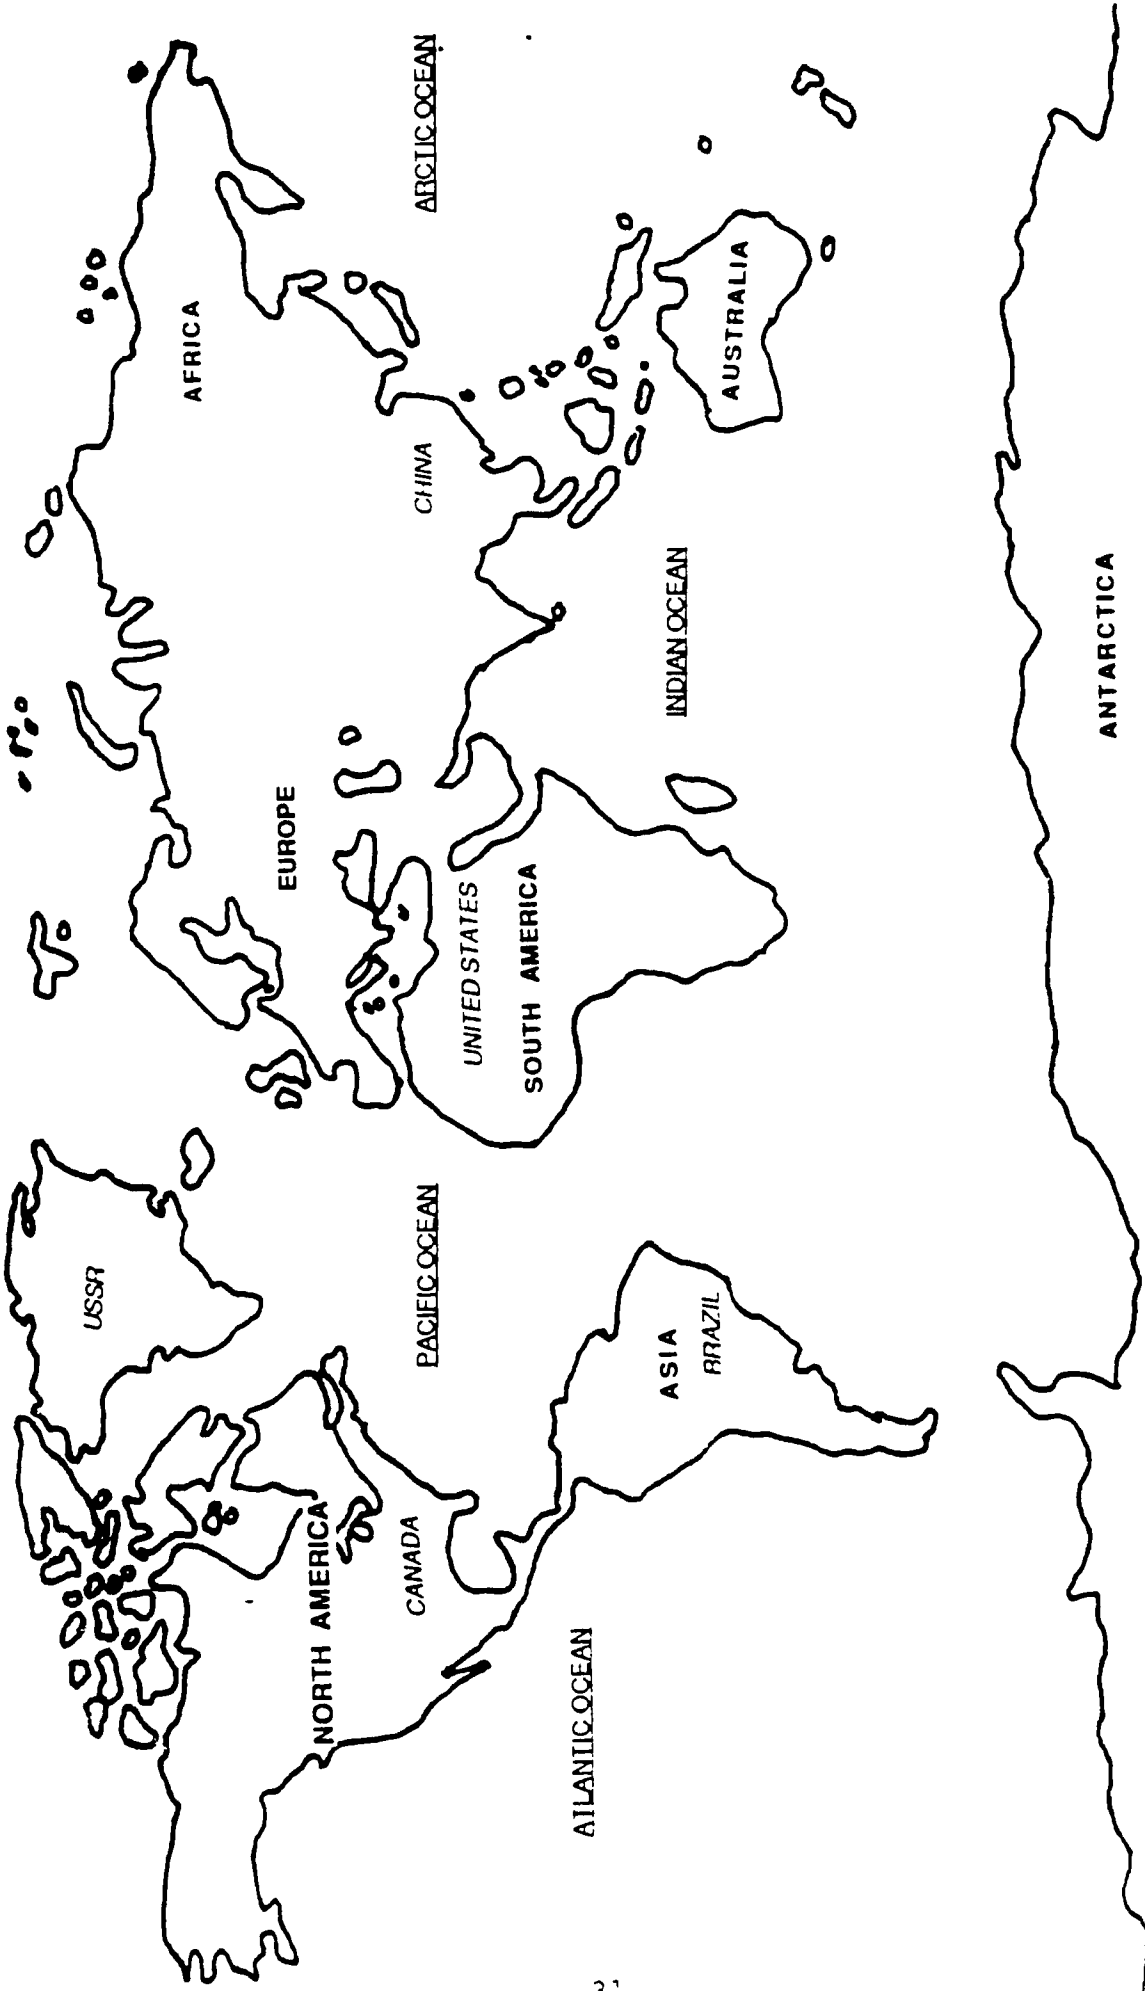 USSR
AFRICA
EUROPE
NORTH AMERICA
CANADA
PACIFIC OCEAN
CHINA
ARCTIC OCEAN
UNITED STATES
SOUTH AMERICA
ATLANTIC OCEAN
ASIA
INDIAN OCEAN
BRAZIL
AUSTRALIA
ANTARCTICA